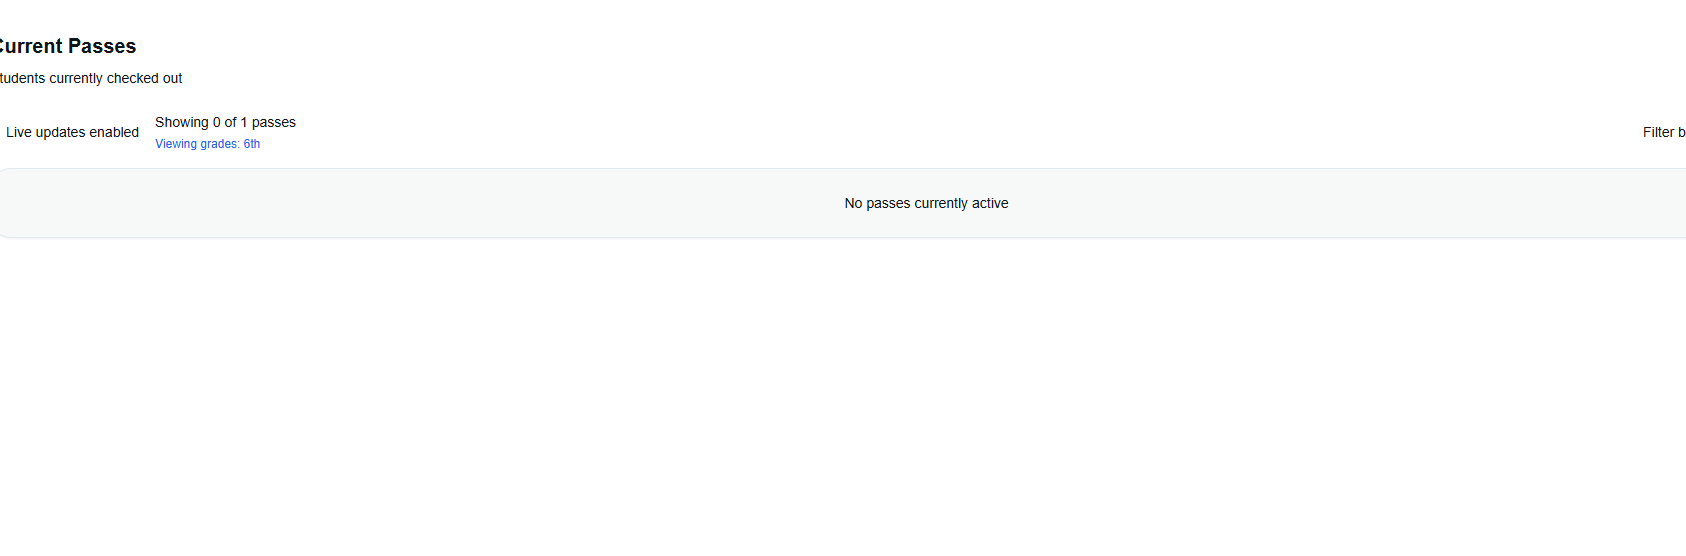 Current Passes
tudents currently checked out
Live updates enabled
Showing 0 of 1 passes
Viewing grades: 6th
Filter b
No passes currently active